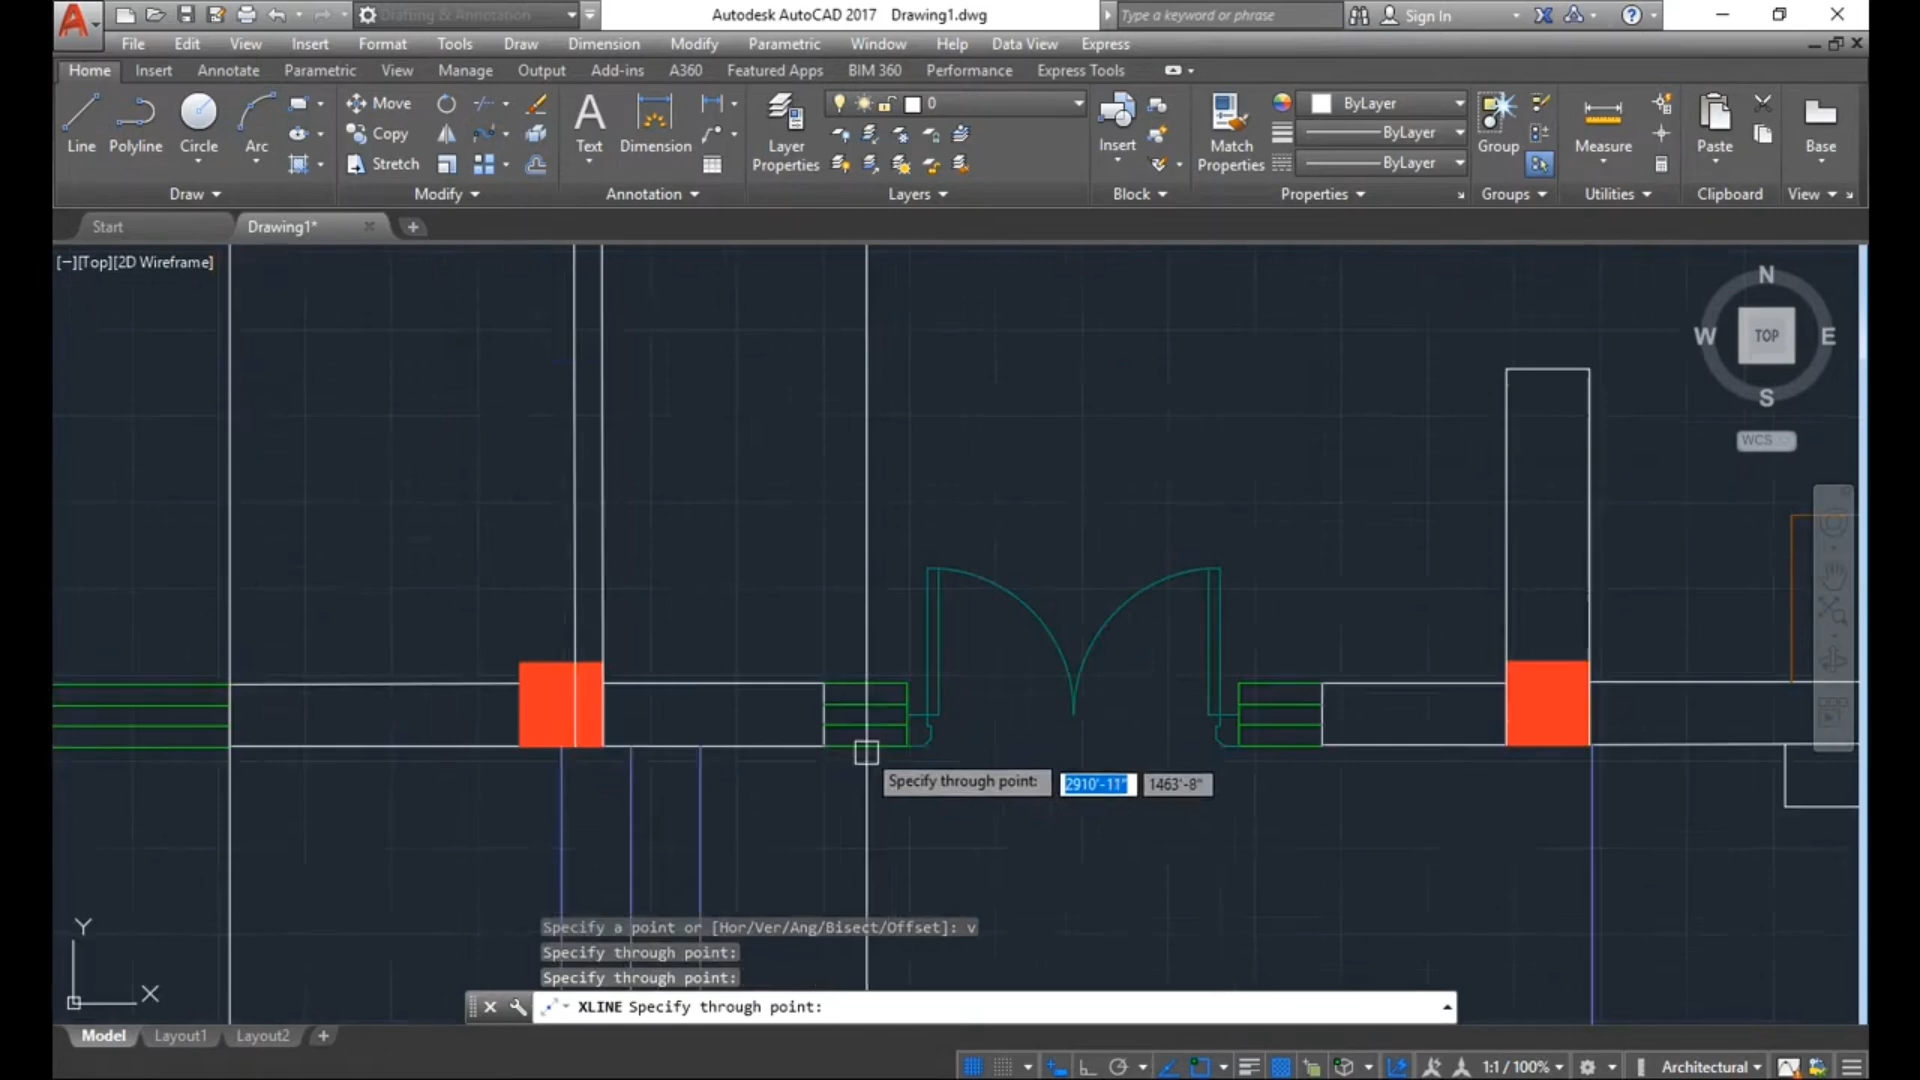 Drafting & Annotation
Autodesk AutoCAD 2017 Drawing1.dwg
Type a keyword or phrase
Sign In
File Edit View Insert Format Tools Draw Dimension Modify Parametric Window Help Data View Express
Home Insert Annotate Parametric View Manage Output Add-ins A360 Featured Apps BIM 360 Performance Express Tools
Line Polyline Circle Arc
Move
Copy
Stretch
Text Dimension
Layer Properties
0
Insert
Match Properties
ByLayer
ByLayer
ByLayer
Group
Measure
Paste
Base
Draw Modify Annotation Layers Block Properties Groups Utilities Clipboard View
Start Drawing1*
[−][Top][2D Wireframe]
N
W TOP E
S
WCS
Specify through point: 2910'-11" 1463'-8"
Specify a point or [Hor/Ver/Ang/Bisect/Offset]: v
Specify through point:
Specify through point:
Y
X
XLINE Specify through point:
Model Layout1 Layout2
1:1 / 100% Architectural